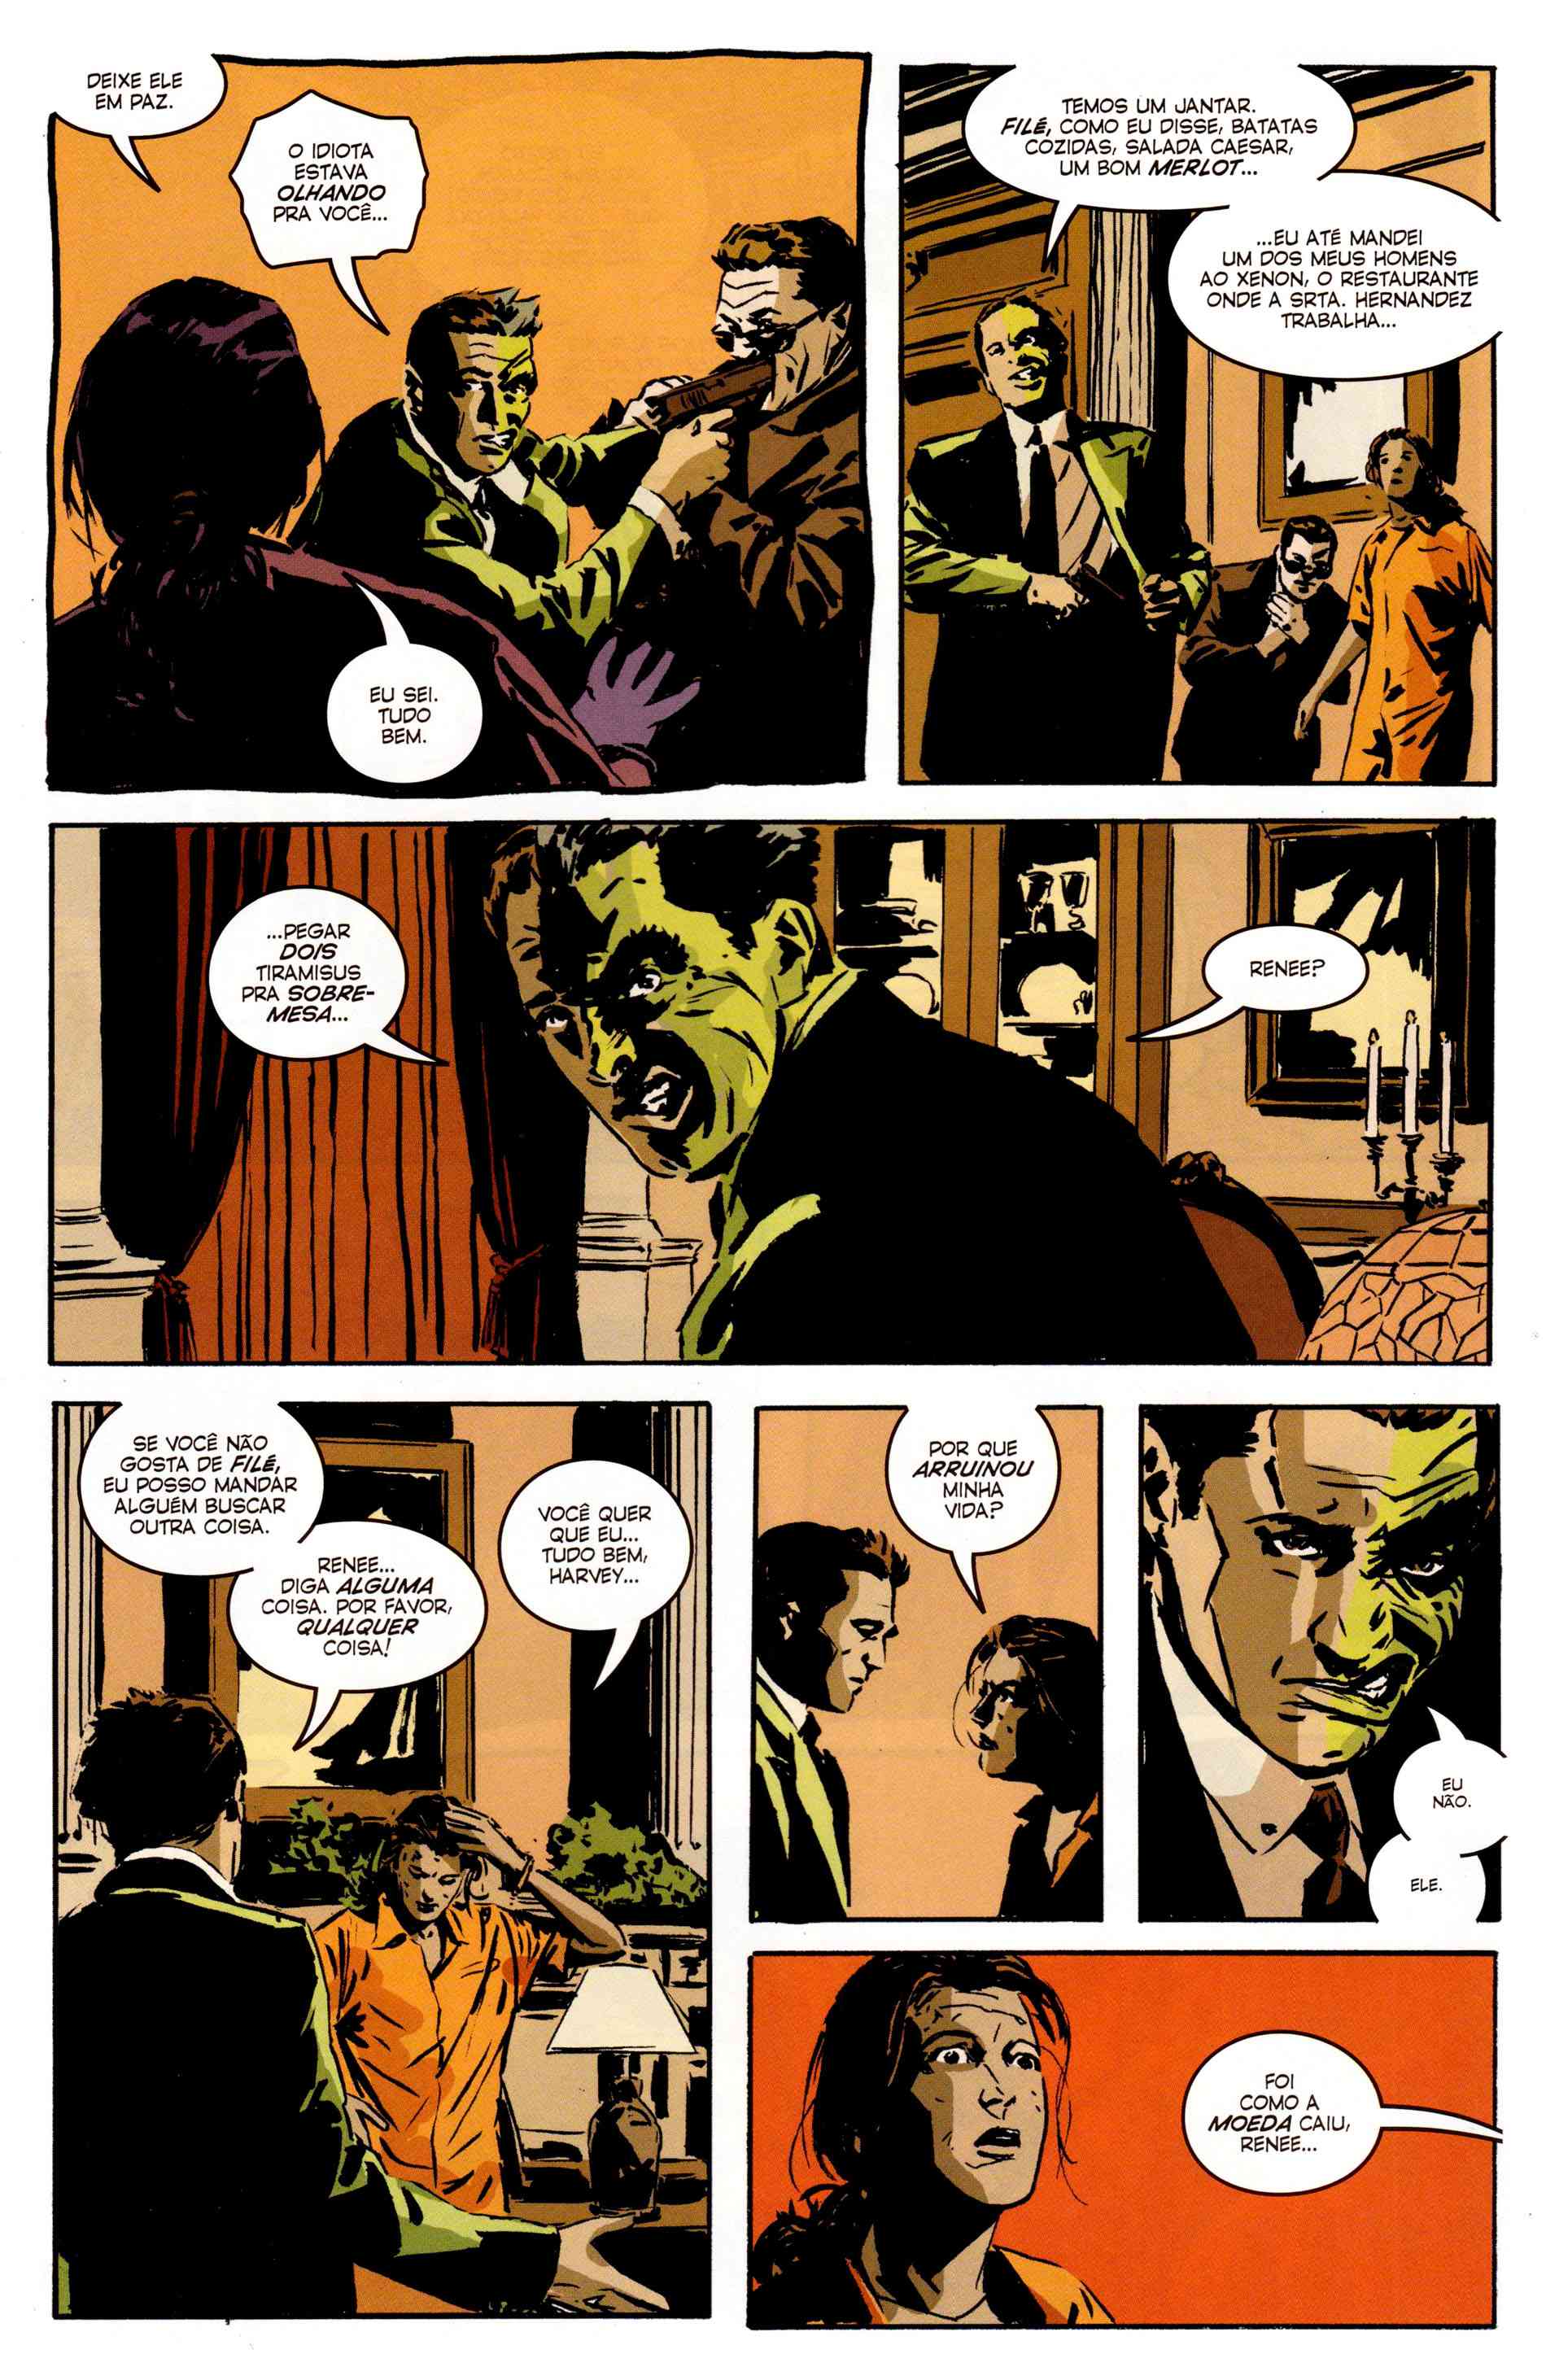 DEIXE ELE
EM PAZ.
O IDIOTA
ESTAVA
OLHANDO
PRA VOCÊ...
EU SEI.
TUDO
BEM.
TEMOS UM JANTAR.
FILÉ, COMO EU DISSE, BATATAS
COZIDAS, SALADA CAESAR,
UM BOM MERLOT...
...EU ATÉ MANDEI
UM DOS MEUS HOMENS
AO XENON, O RESTAURANTE
ONDE A SRTA. HERNANDEZ
TRABALHA...
...PEGAR
DOIS
TIRAMISUS
PRA SOBRE-
MESA...
RENEE?
SE VOCÊ NÃO
GOSTA DE FILÉ,
EU POSSO MANDAR
ALGUÉM BUSCAR
OUTRA COISA.
RENEE...
DIGA ALGUMA
COISA. POR FAVOR,
QUALQUER
COISA!
VOCÊ QUER
QUE EU...
TUDO BEM,
HARVEY...
POR QUE
ARRUINOU
MINHA
VIDA?
EU
NÃO.
ELE.
FOI
COMO A
MOEDA CAIU,
RENEE...